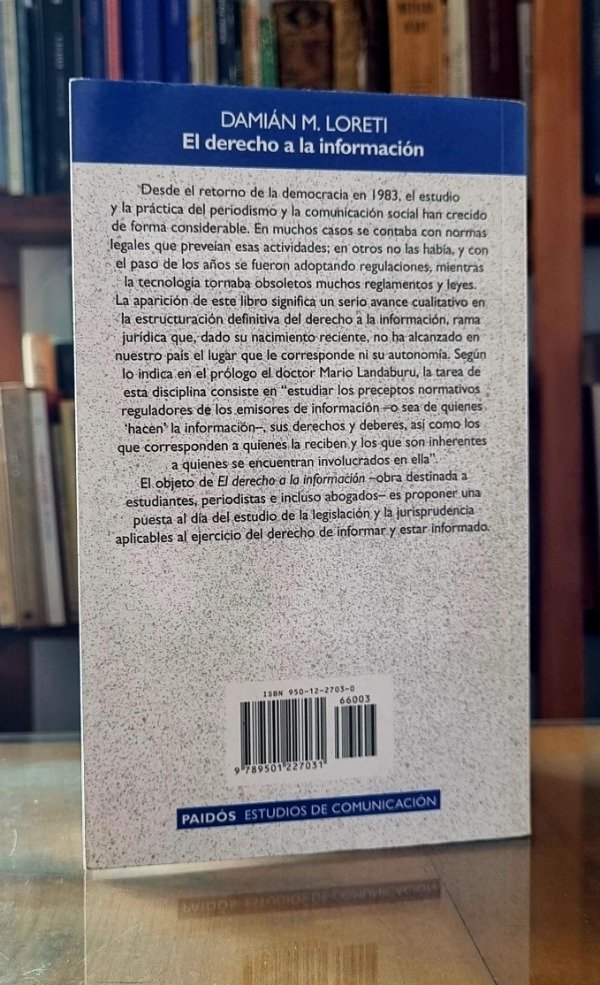 DAMIÁN M. LORETI
El derecho a la información
Desde el retorno de la democracia en 1983, el estudio
y la práctica del periodismo y la comunicación social han crecido
de forma considerable. En muchos casos se contaba con normas
legales que preveían esas actividades; en otros no las había, y con
el paso de los años se fueron adoptando regulaciones, mientras
la tecnología tornaba obsoletos muchos reglamentos y leyes.
La aparición de este libro significa un serio avance cualitativo en
la estructuración definitiva del derecho a la información, rama
jurídica que, dado su nacimiento reciente, no ha alcanzado en
nuestro país el lugar que le corresponde ni su autonomía. Según
lo indica en el prólogo el doctor Mario Landaburu, la tarea de
esta disciplina consiste en “estudiar los preceptos normativos
reguladores de los emisores de información –o sea de quienes
‘hacen’ la información–, sus derechos y deberes, así como los
que corresponden a quienes la reciben y los que son inherentes
a quienes se encuentran involucrados en ella”.
El objeto de El derecho a la información –obra destinada a
estudiantes, periodistas e incluso abogados– es proponer una
puesta al día del estudio de la legislación y la jurisprudencia
aplicables al ejercicio del derecho de informar y estar informado.
ISBN 950-12-2703-0
66003
9 789501 227031
PAIDÓS ESTUDIOS DE COMUNICACIÓN